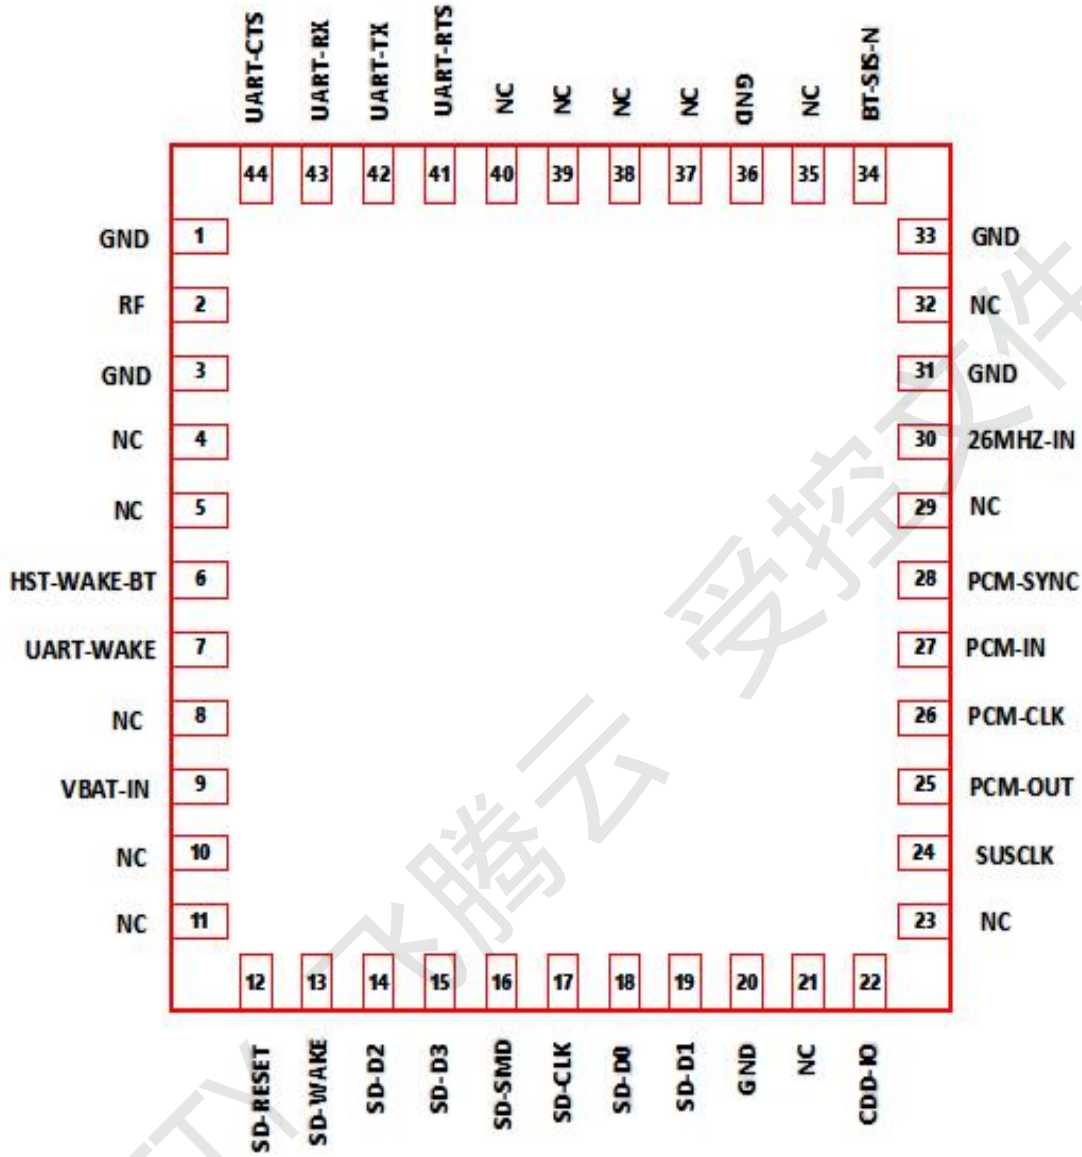 UART-CTS
UART-RX
UART-TX
UART-RTS
NC
NC
NC
NC
GND
NC
BT-SIS-N
44
43
42
41
40
39
38
37
36
35
34
GND 1
33 GND
RF 2
32 NC
GND 3
31 GND
NC 4
30 26MHZ-IN
NC 5
29 NC
HST-WAKE-BT 6
28 PCM-SYNC
UART-WAKE 7
27 PCM-IN
NC 8
26 PCM-CLK
VBAT-IN 9
25 PCM-OUT
NC 10
24 SUSCLK
NC 11
23 NC
12
13
14
15
16
17
18
19
20
21
22
SD-RESET
SD-WAKE
SD-D2
SD-D3
SD-SMD
SD-CLK
SD-D0
SD-D1
GND
NC
CDD-IO
TY 飞腾云 受控文件